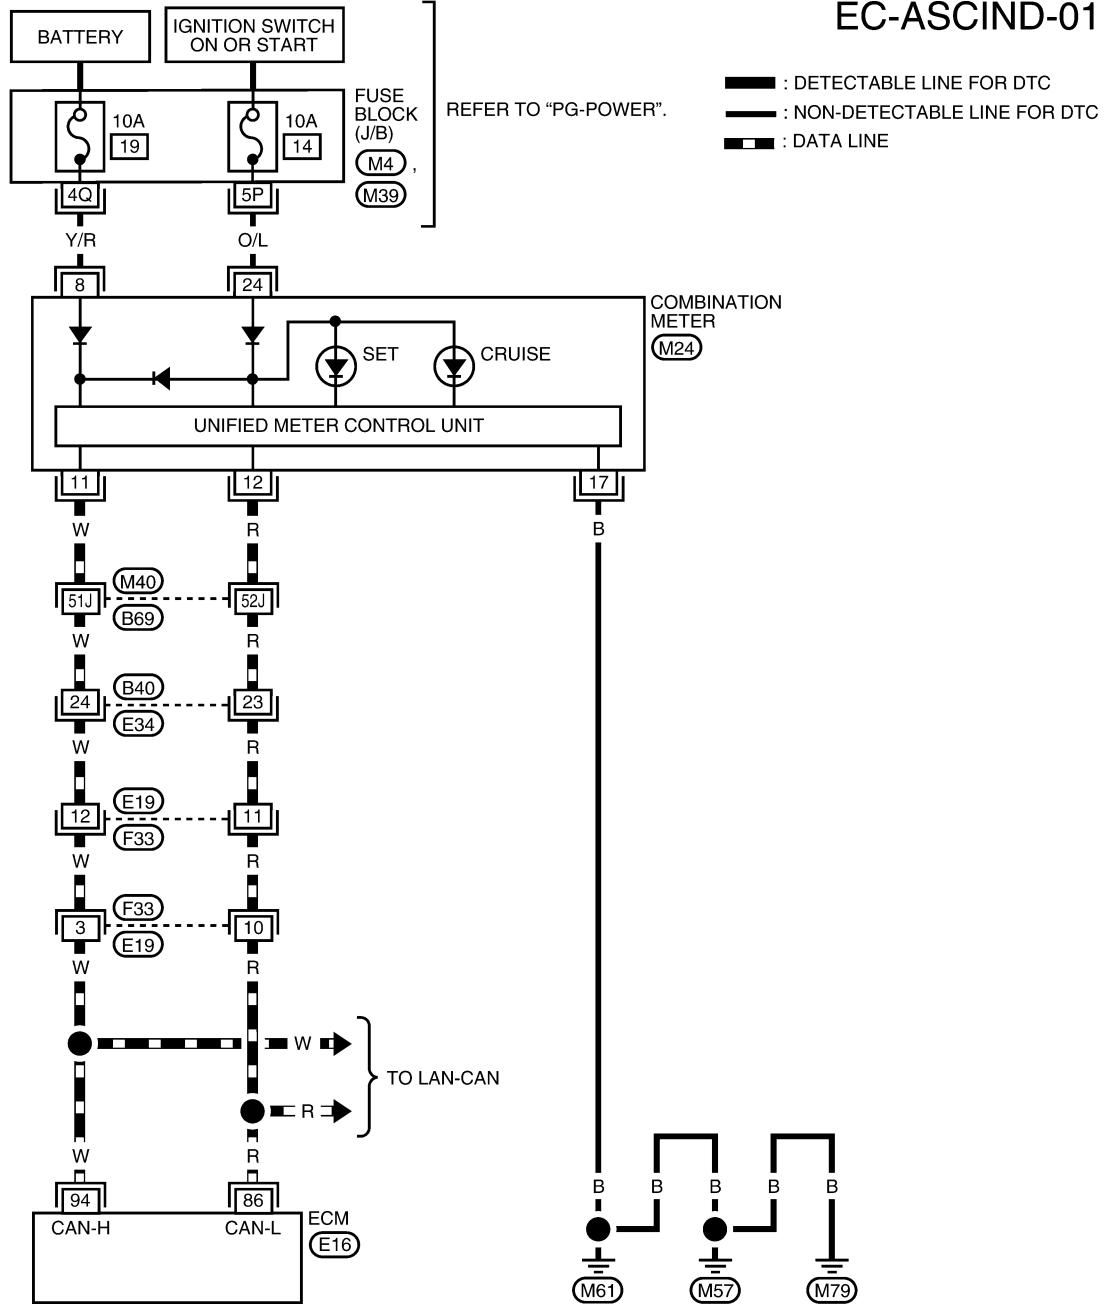 EC-ASCIND-01
BATTERY
IGNITION SWITCH
ON OR START
: DETECTABLE LINE FOR DTC
: NON-DETECTABLE LINE FOR DTC
: DATA LINE
10A
19
10A
14
FUSE
BLOCK
(J/B)
M4 ,
M39
REFER TO “PG-POWER”.
4Q
5P
Y/R
O/L
8
24
COMBINATION
METER
M24
SET
CRUISE
UNIFIED METER CONTROL UNIT
11
12
17
W
R
B
51J
M40
B69
52J
W
R
24
B40
E34
23
W
R
12
E19
F33
11
W
R
3
F33
E19
10
W
R
W
TO LAN-CAN
R
W
R
94
86
CAN-H
CAN-L
ECM
E16
B
B
B
B
B
M61
M57
M79